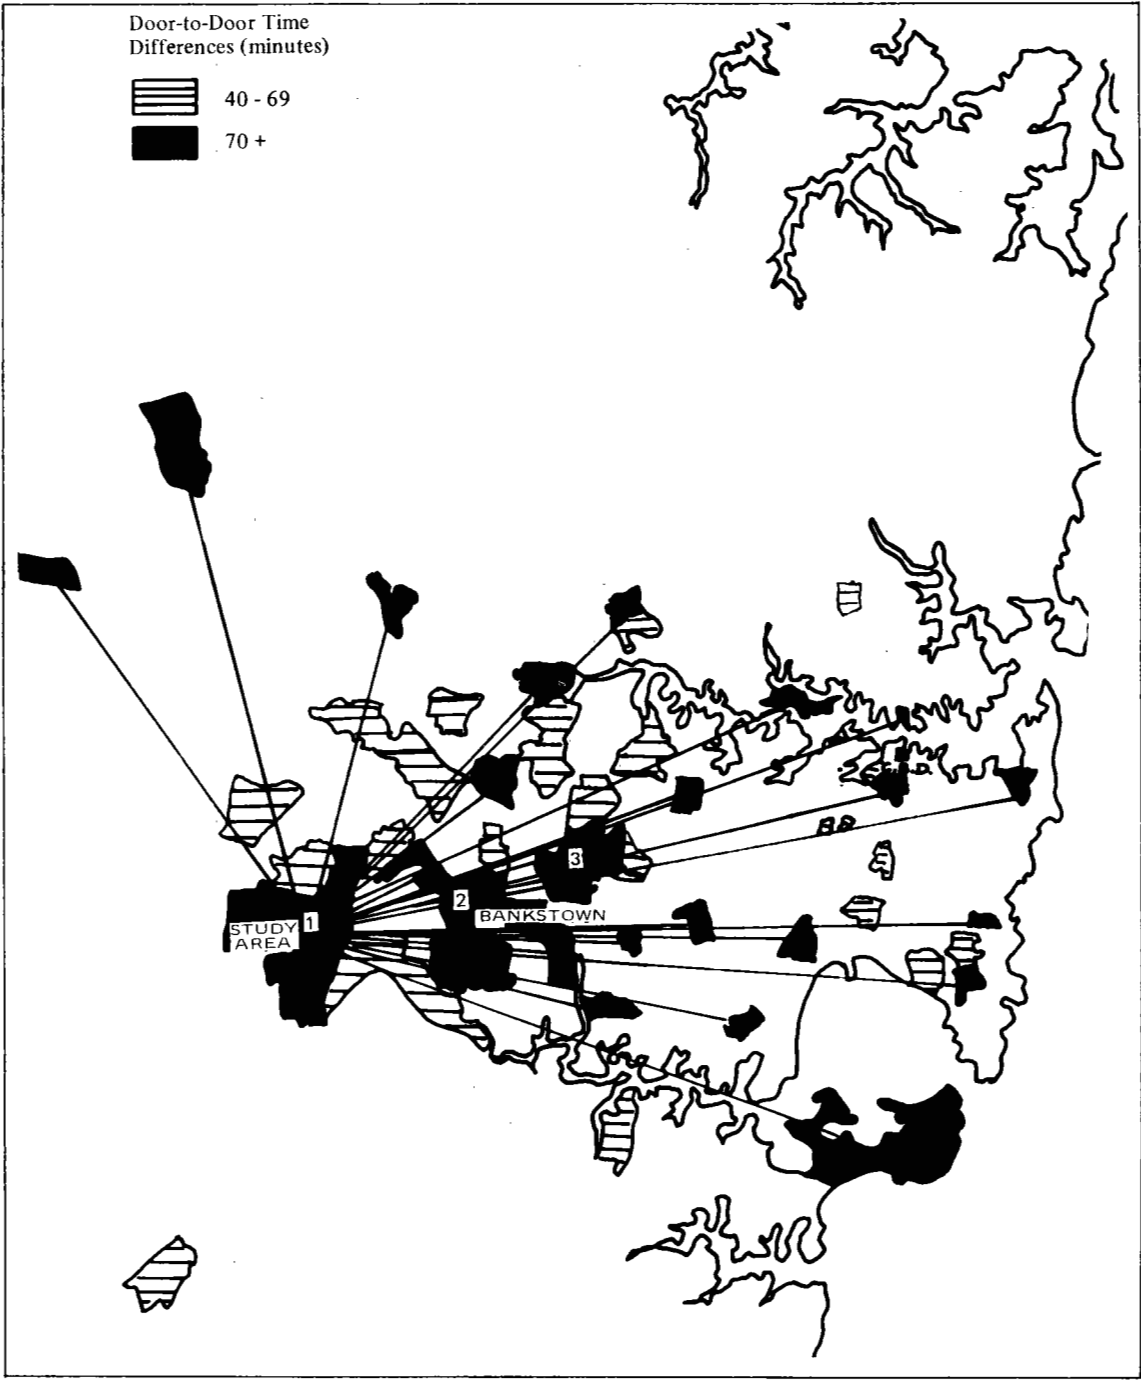 Door-to-Door Time
Differences (minutes)
40 - 69
70 +
3
2
BANKSTOWN
1
STUDY
AREA